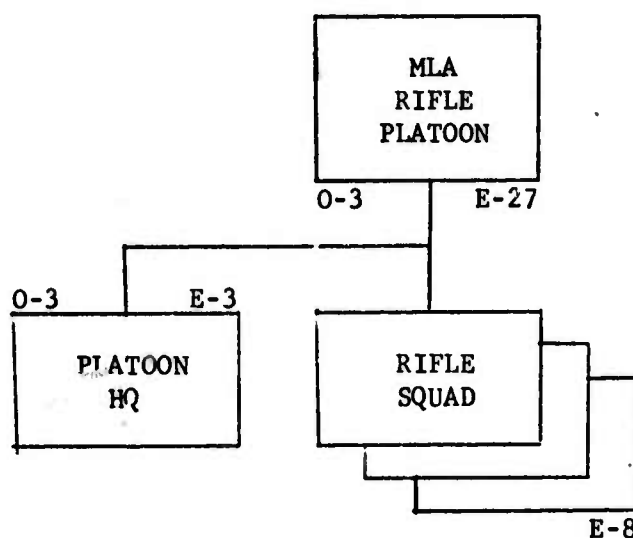 MLA
RIFLE
PLATOON
O-3 E-27
O-3 E-3
PLATOON
HQ
RIFLE
SQUAD
E-8